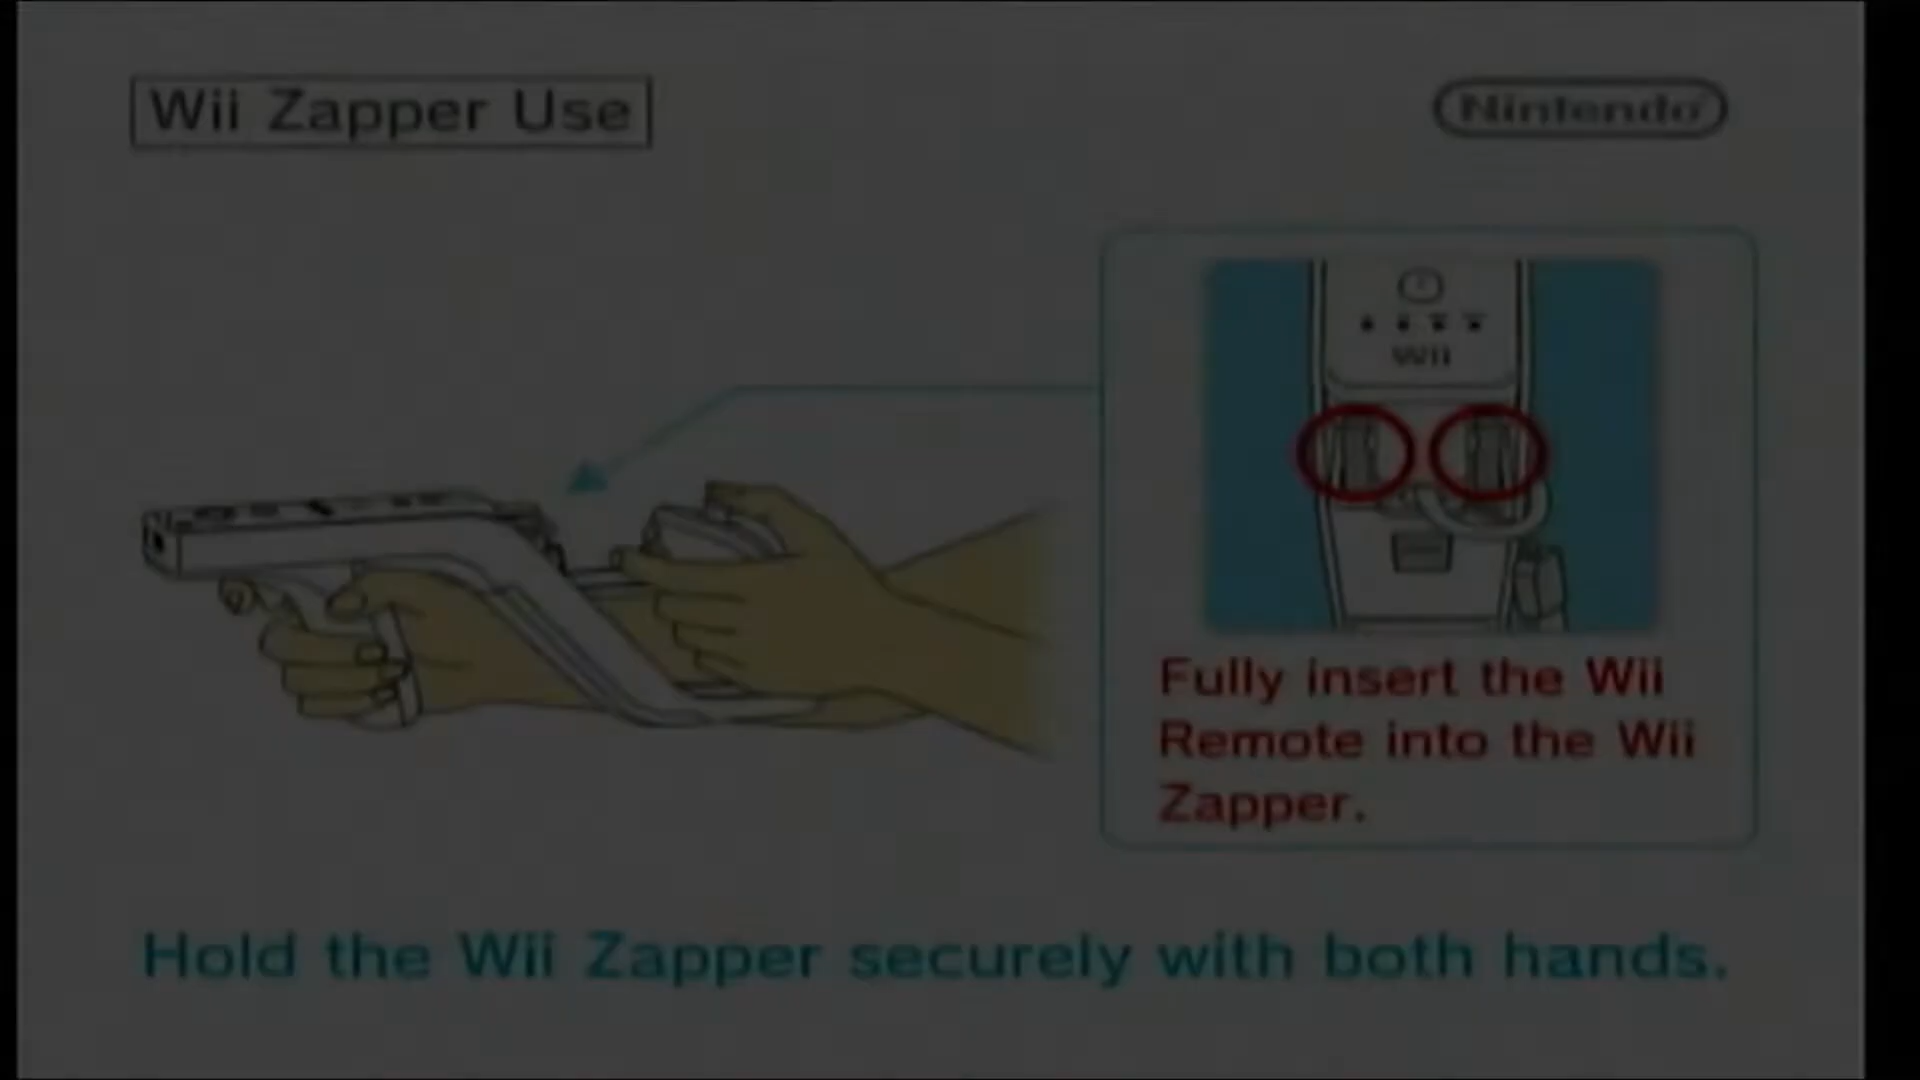 Wii Zapper Use
Nintendo
Wii
Fully insert the Wii
Remote into the Wii
Zapper.
Hold the Wii Zapper securely with both hands.